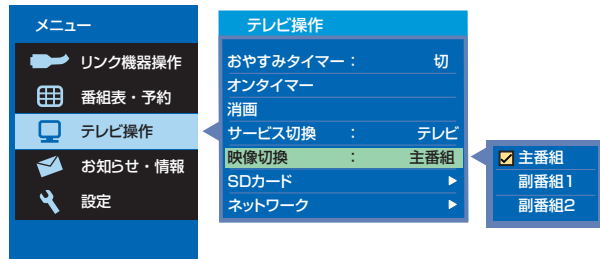 メニュー
リンク機器操作
番組表・予約
テレビ操作
お知らせ・情報
設定
テレビ操作
おやすみタイマー： 切
オンタイマー
消画
サービス切換 ： テレビ
映像切換 ： 主番組
SDカード
ネットワーク
主番組
副番組1
副番組2